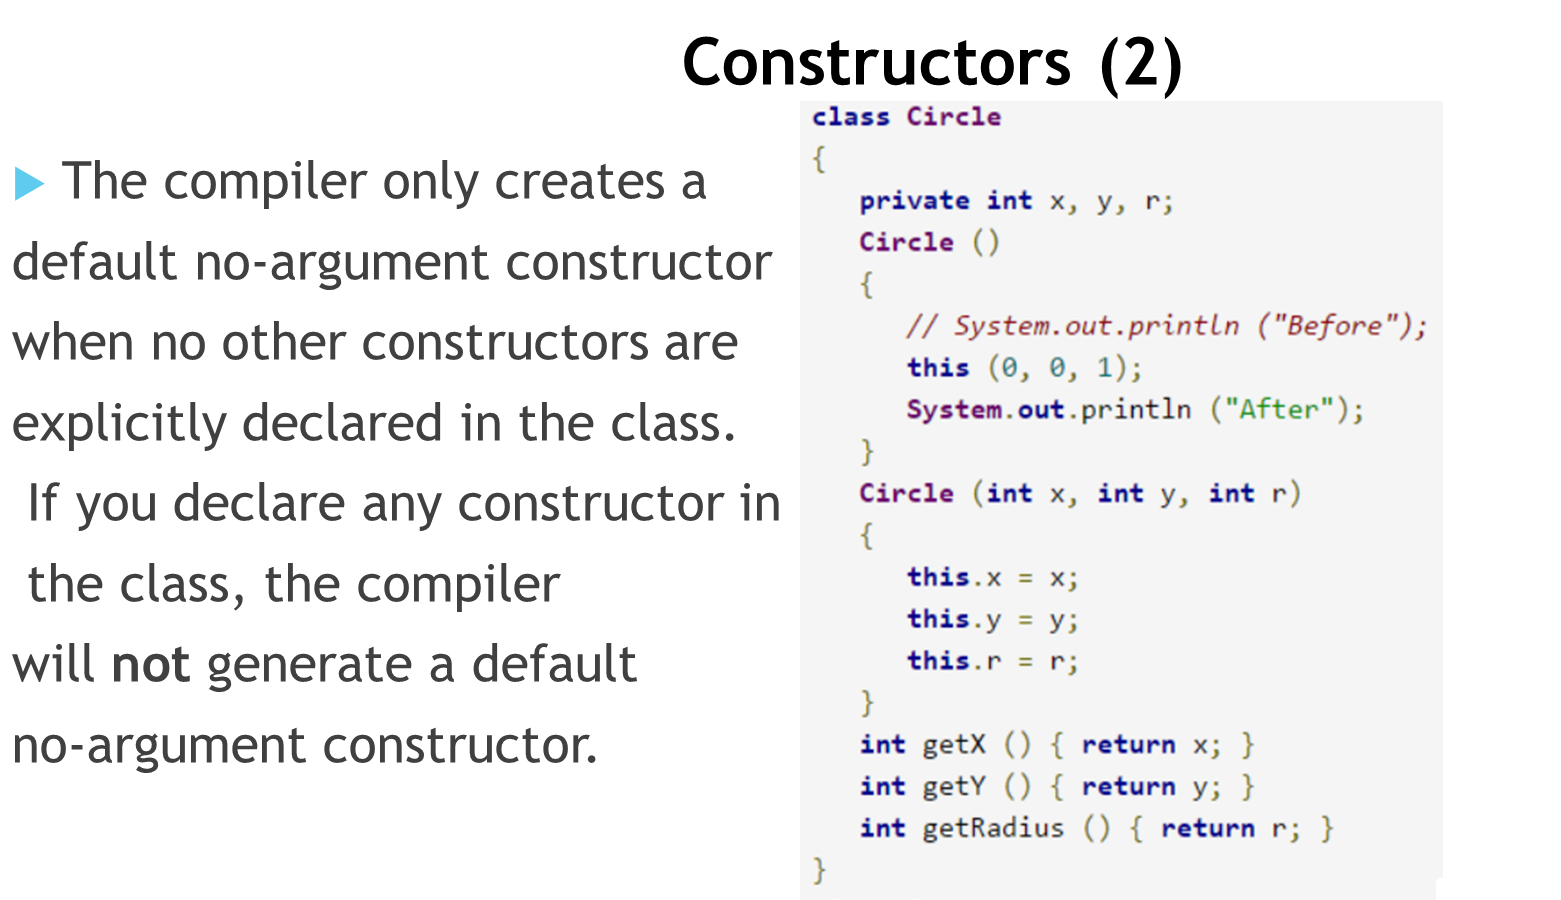 Constructors (2)
The compiler only creates a
default no-argument constructor
when no other constructors are
explicitly declared in the class.
If you declare any constructor in
the class, the compiler
will not generate a default
no-argument constructor.
class Circle
{
   private int x, y, r;
   Circle ()
   {
      // System.out.println ("Before");
      this (0, 0, 1);
      System.out.println ("After");
   }
   Circle (int x, int y, int r)
   {
      this.x = x;
      this.y = y;
      this.r = r;
   }
   int getX () { return x; }
   int getY () { return y; }
   int getRadius () { return r; }
}